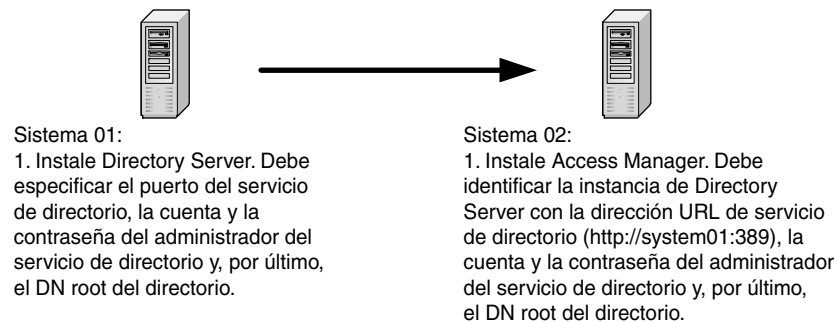 Sistema 01:
1. Instale Directory Server. Debe
especificar el puerto del servicio
de directorio, la cuenta y la
contraseña del administrador del
servicio de directorio y, por último,
el DN root del directorio.
Sistema 02:
1. Instale Access Manager. Debe
identificar la instancia de Directory
Server con la dirección URL de servicio
de directorio (http://system01:389), la
cuenta y la contraseña del administrador
del servicio de directorio y, por último,
el DN root del directorio.